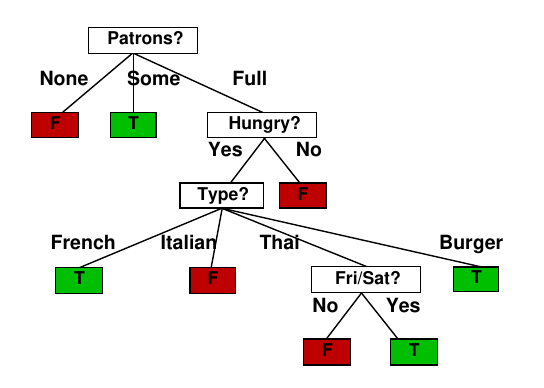 Patrons?
None Some Full
F T Hungry?
Yes No
Type? F
French Italian Thai Burger
T F Fri/Sat? T
No Yes
F T